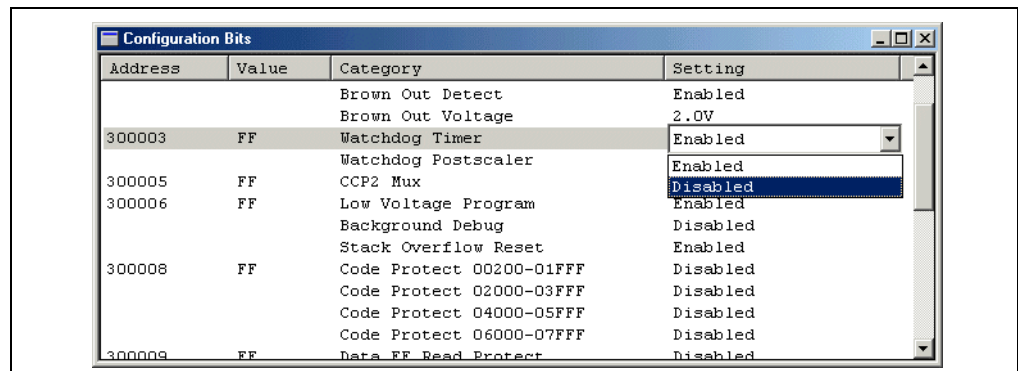 Configuration Bits
Address Value Category Setting
Brown Out Detect Enabled
Brown Out Voltage 2.0V
300003 FF Watchdog Timer Enabled
Watchdog Postscaler Enabled
300005 FF CCP2 Mux Disabled
300006 FF Low Voltage Program Enabled
Background Debug Disabled
Stack Overflow Reset Enabled
300008 FF Code Protect 00200-01FFF Disabled
Code Protect 02000-03FFF Disabled
Code Protect 04000-05FFF Disabled
Code Protect 06000-07FFF Disabled
300009 FF Data EE Read Protect Disabled